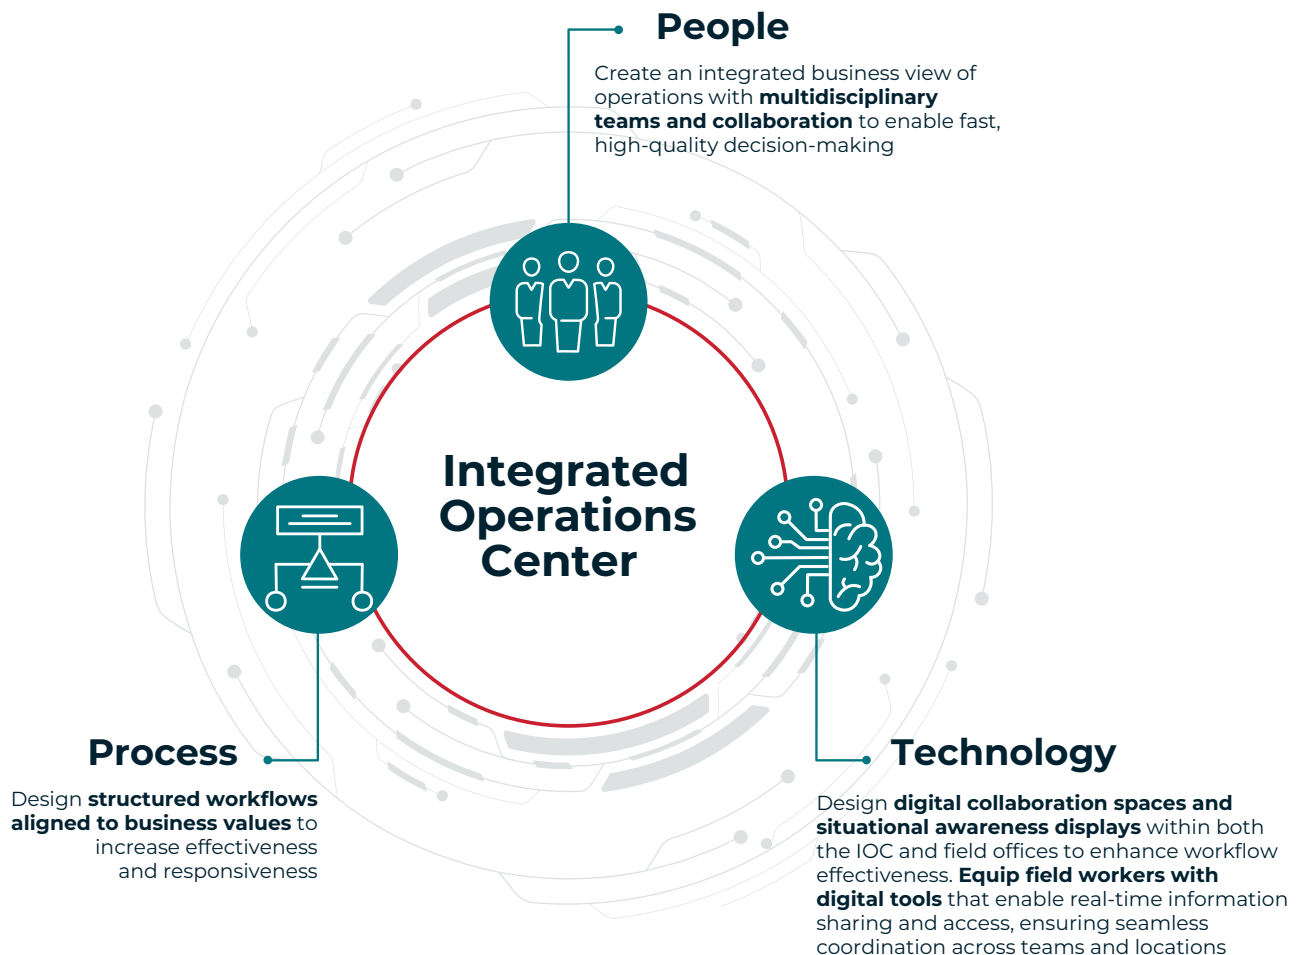 People
Create an integrated business view of
operations with multidisciplinary
teams and collaboration to enable fast,
high-quality decision-making
Integrated
Operations
Center
Process
Design structured workflows
aligned to business values to
increase effectiveness
and responsiveness
Technology
Design digital collaboration spaces and
situational awareness displays within both
the IOC and field offices to enhance workflow
effectiveness. Equip field workers with
digital tools that enable real-time information
sharing and access, ensuring seamless
coordination across teams and locations